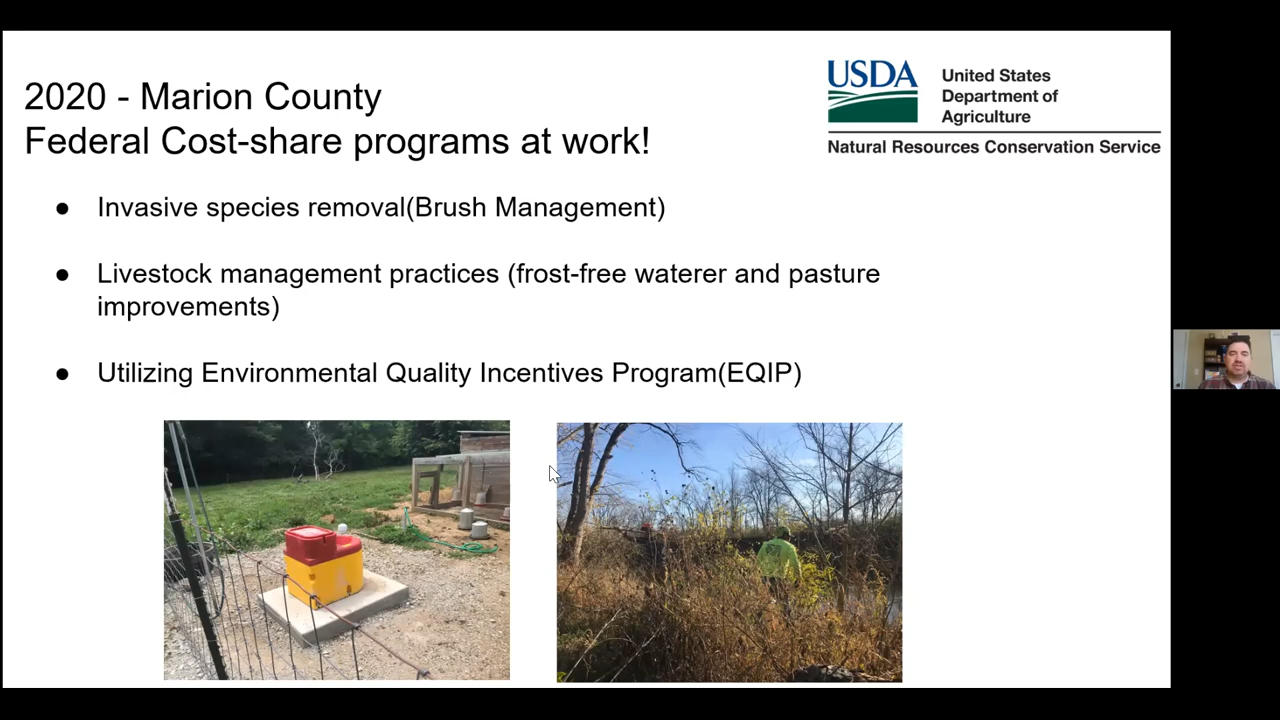 2020 - Marion County
Federal Cost-share programs at work!
USDA
United States
Department of
Agriculture
Natural Resources Conservation Service
● Invasive species removal(Brush Management)
● Livestock management practices (frost-free waterer and pasture
improvements)
● Utilizing Environmental Quality Incentives Program(EQIP)